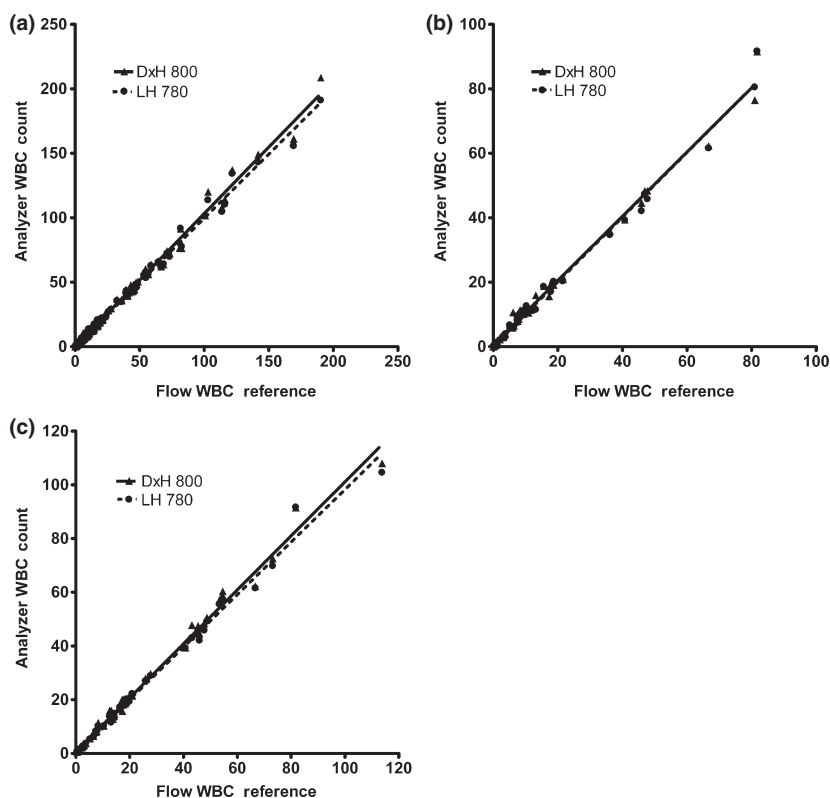 (a)
250
200
150
100
50
0
DxH 800
LH 780
Analyzer WBC count
0 50 100 150 200 250
Flow WBC reference
(b)
100
80
60
40
20
0
DxH 800
LH 780
Analyzer WBC count
0 20 40 60 80 100
Flow WBC reference
(c)
120
100
80
60
40
20
0
DxH 800
LH 780
Analyzer WBC count
0 20 40 60 80 100 120
Flow WBC reference